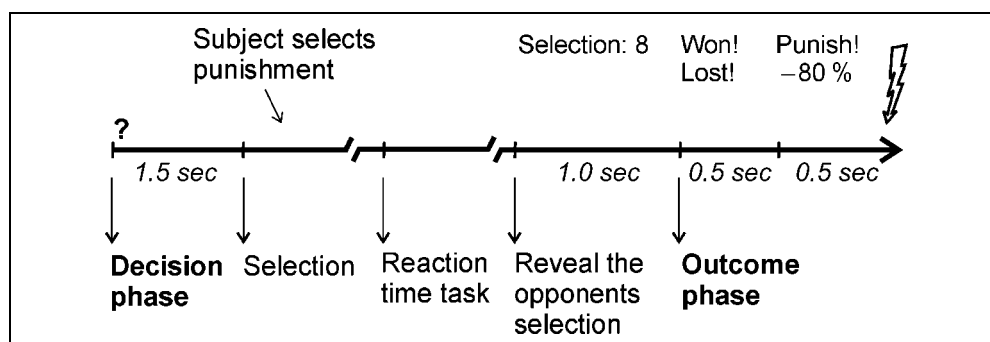 Subject selects
punishment
Selection: 8
Won!
Lost!
Punish!
−80 %
?
1.5 sec
1.0 sec
0.5 sec
0.5 sec
Decision
phase
Selection
Reaction
time task
Reveal the
opponents
selection
Outcome
phase